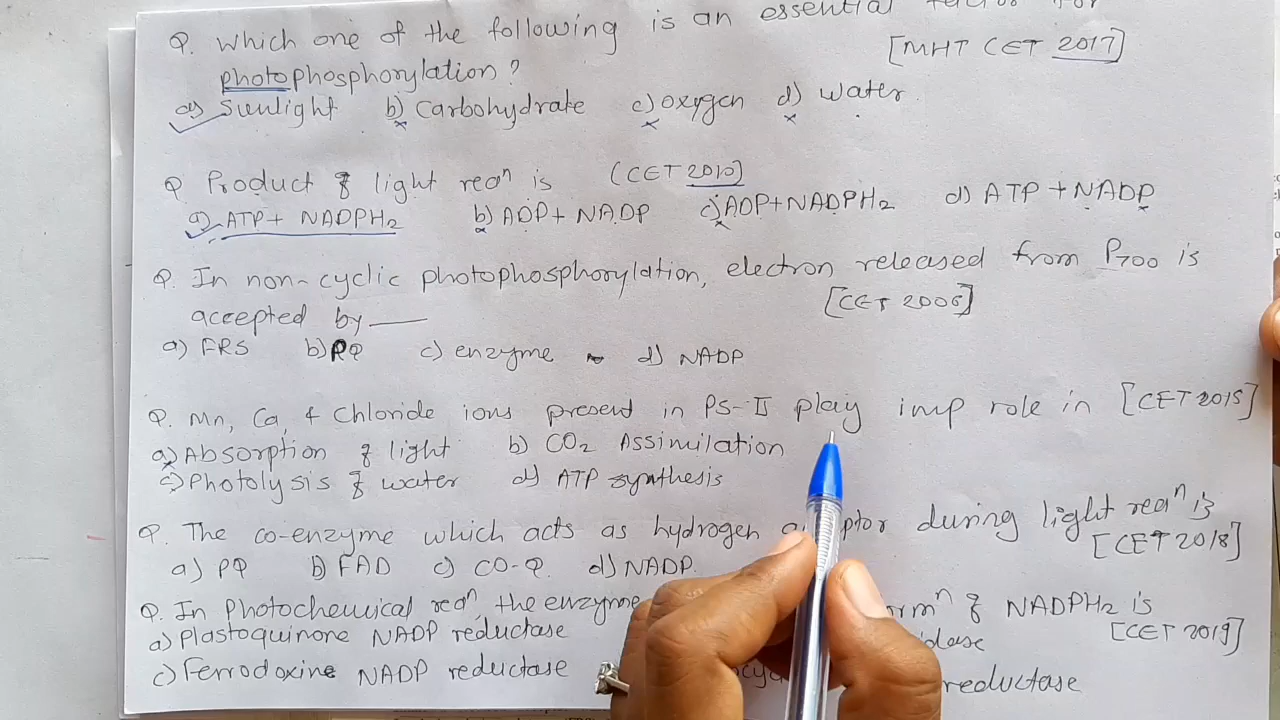 Q. Which one of the following is an essential factor for
photophosphorylation? [MHT CET 2017]
a) Sunlight b) Carbohydrate c) Oxygen d) Water
Q Product of light reaⁿ is (CET 2010]
a) ATP + NADPH2 b) ADP + NADP c) ADP + NADPH2 d) ATP + NADP
Q. In non-cyclic photophosphorylation, electron released from P700 is
accepted by — [CET 2006]
a) FRS b) PQ c) enzyme d) NADP
Q. Mn, Ca, & Chloride ions present in PS-II play imp role in [CET 2015]
a) Absorption of light b) CO2 Assimilation
c) Photolysis of water d) ATP synthesis
Q. The co-enzyme which acts as hydrogen during light reaⁿ is
a) PQ b) FAD c) CO-Q. d) NADP. [CET 2018]
Q. In Photochemical reaⁿ, the enzyme of NADPH2 is
a) Plastoquinone NADP reductase [CET 2019]
c) Ferrodoxine NADP reductase reductase